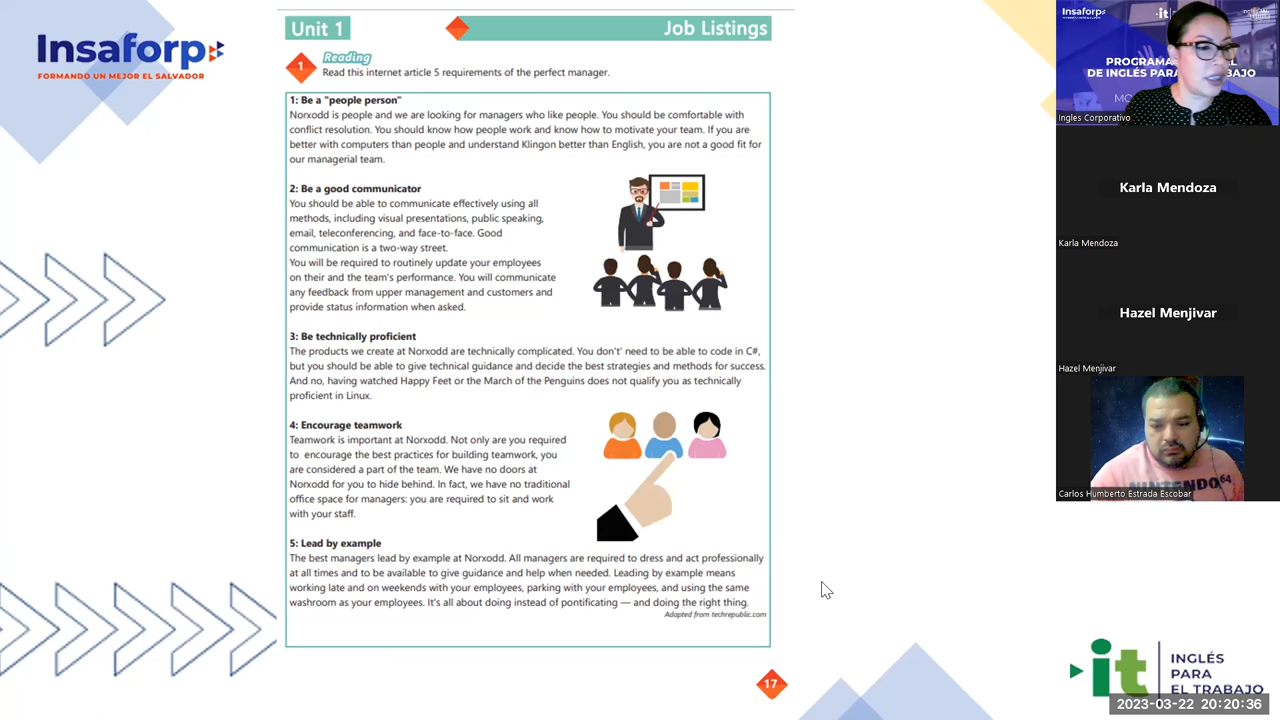 Insaforp
FORMANDO UN MEJOR EL SALVADOR
Unit 1
Job Listings
1
Reading
Read this internet article 5 requirements of the perfect manager.
1: Be a "people person"
Norxodd is people and we are looking for managers who like people. You should be comfortable with
conflict resolution. You should know how people work and know how to motivate your team. If you are
better with computers than people and understand Klingon better than English, you are not a good fit for
our managerial team.
2: Be a good communicator
You should be able to communicate effectively using all
methods, including visual presentations, public speaking,
email, teleconferencing, and face-to-face. Good
communication is a two-way street.
You will be required to routinely update your employees
on their and the team's performance. You will communicate
any feedback from upper management and customers and
provide status information when asked.
3: Be technically proficient
The products we create at Norxodd are technically complicated. You don't' need to be able to code in C#,
but you should be able to give technical guidance and decide the best strategies and methods for success.
And no, having watched Happy Feet or the March of the Penguins does not qualify you as technically
proficient in Linux.
4: Encourage teamwork
Teamwork is important at Norxodd. Not only are you required
to encourage the best practices for building teamwork, you
are considered a part of the team. We have no doors at
Norxodd for you to hide behind. In fact, we have no traditional
office space for managers: you are required to sit and work
with your staff.
5: Lead by example
The best managers lead by example at Norxodd. All managers are required to dress and act professionally
at all times and to be available to give guidance and help when needed. Leading by example means
working late and on weekends with your employees, parking with your employees, and using the same
washroom as your employees. It's all about doing instead of pontificating — and doing the right thing.
Adapted from techrepublic.com
17
Insaforp
it
PROGRAMA
DE INGLÉS PARA
Ingles Corporativo
Karla Mendoza
Karla Mendoza
Hazel Menjivar
Hazel Menjivar
NINTENDO 64
Carlos Humberto Estrada Escobar
it
INGLÉS
PARA
EL TRABAJO
2023-03-22 20:20:36